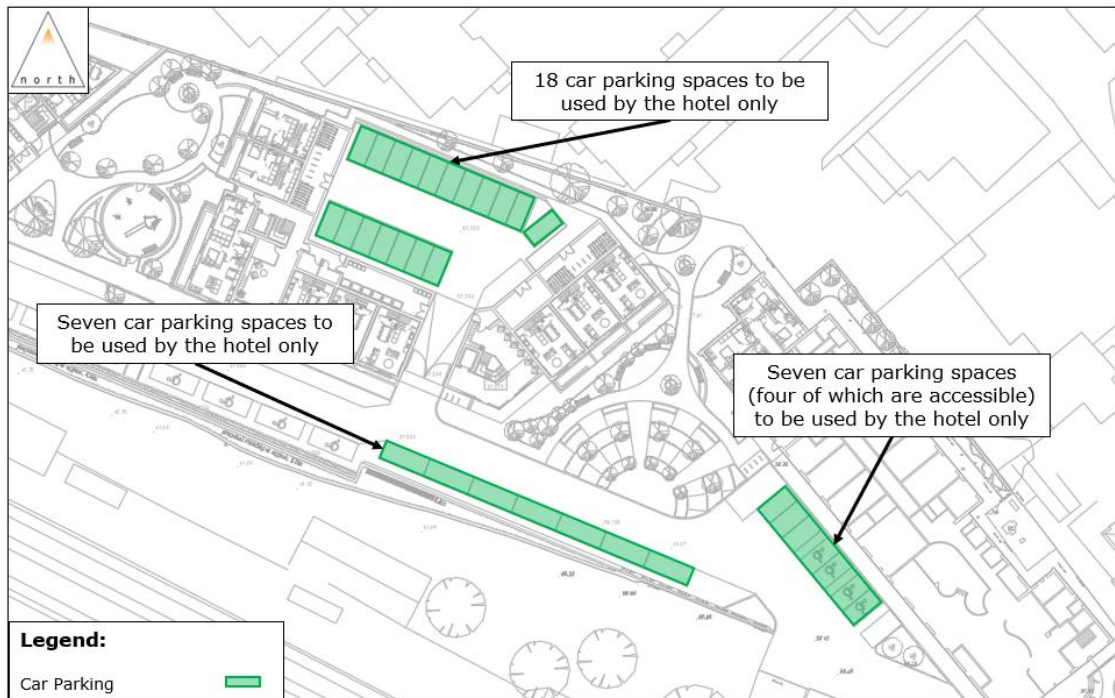 north
18 car parking spaces to be
used by the hotel only
Seven car parking spaces to
be used by the hotel only
Seven car parking spaces
(four of which are accessible)
to be used by the hotel only
Legend:
Car Parking